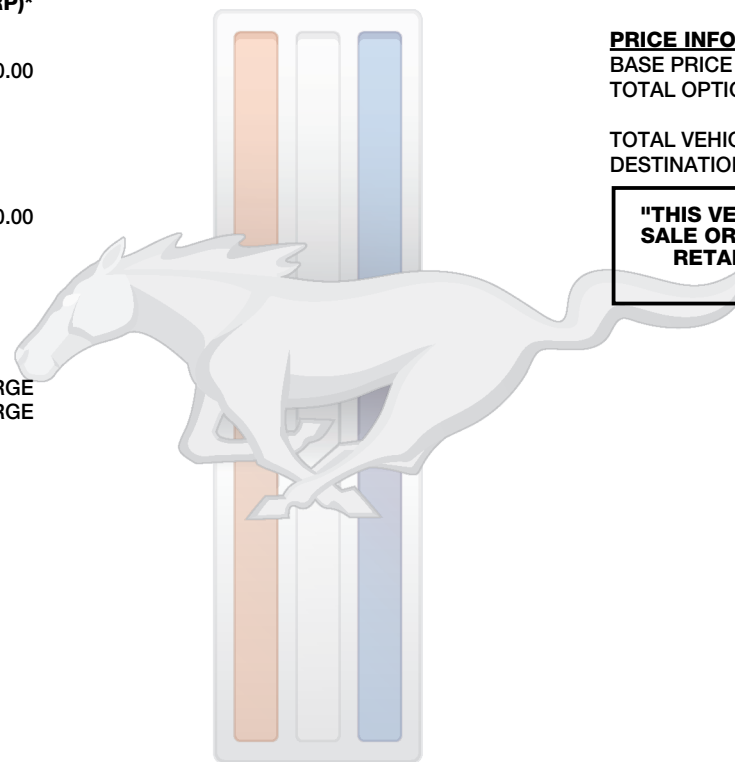 RP)*
0.00
0.00
RGE
RGE
PRICE INFO
BASE PRICE
TOTAL OPTIO
TOTAL VEHIC
DESTINATION
"THIS VE
SALE OR
RETAI